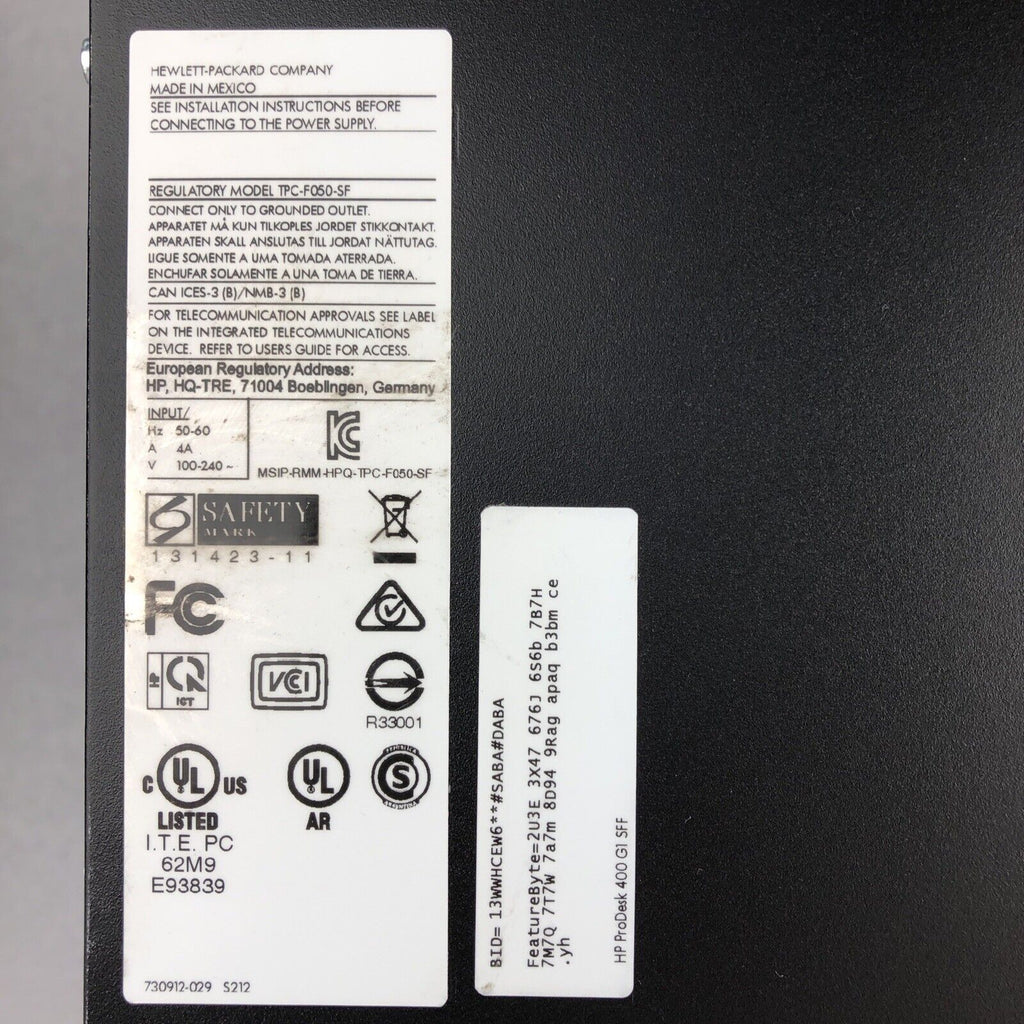 HEWLETT-PACKARD COMPANY
MADE IN MEXICO
SEE INSTALLATION INSTRUCTIONS BEFORE
CONNECTING TO THE POWER SUPPLY.
REGULATORY MODEL TPC-F050-SF
CONNECT ONLY TO GROUNDED OUTLET.
APPARATET MÅ KUN TILKOPLES JORDET STIKKONTAKT.
APPARATEN SKALL ANSLUTAS TILL JORDAT NÄTTUTAG.
LIGUE SOMENTE A UMA TOMADA ATERRADA.
ENCHUFAR SOLAMENTE A UNA TOMA DE TIERRA.
CAN ICES-3 (B)/NMB-3 (B)
FOR TELECOMMUNICATION APPROVALS SEE LABEL
ON THE INTEGRATED TELECOMMUNICATIONS
DEVICE. REFER TO USERS GUIDE FOR ACCESS.
European Regulatory Address:
HP, HQ-TRE, 71004 Boeblingen, Germany
INPUT/
Hz 50-60
A 4A
V 100-240 ~
KC
MSIP-RMM-HPQ-TPC-F050-SF
S SAFETY
MARK
131423-11
FC
HP
ICT
VCI
R33001
C UL US
LISTED
I.T.E. PC
62M9
E93839
UL
AR
S
730912-029 S212
BID= 13WWHCEW6**#SABA#DABA
FeatureByte=2U3E 3X47 676J 6S6b 7B7H
7M7Q 7T7W 7a7m 8D94 9Rag apaq b3bm ce
.yh
HP ProDesk 400 G1 SFF